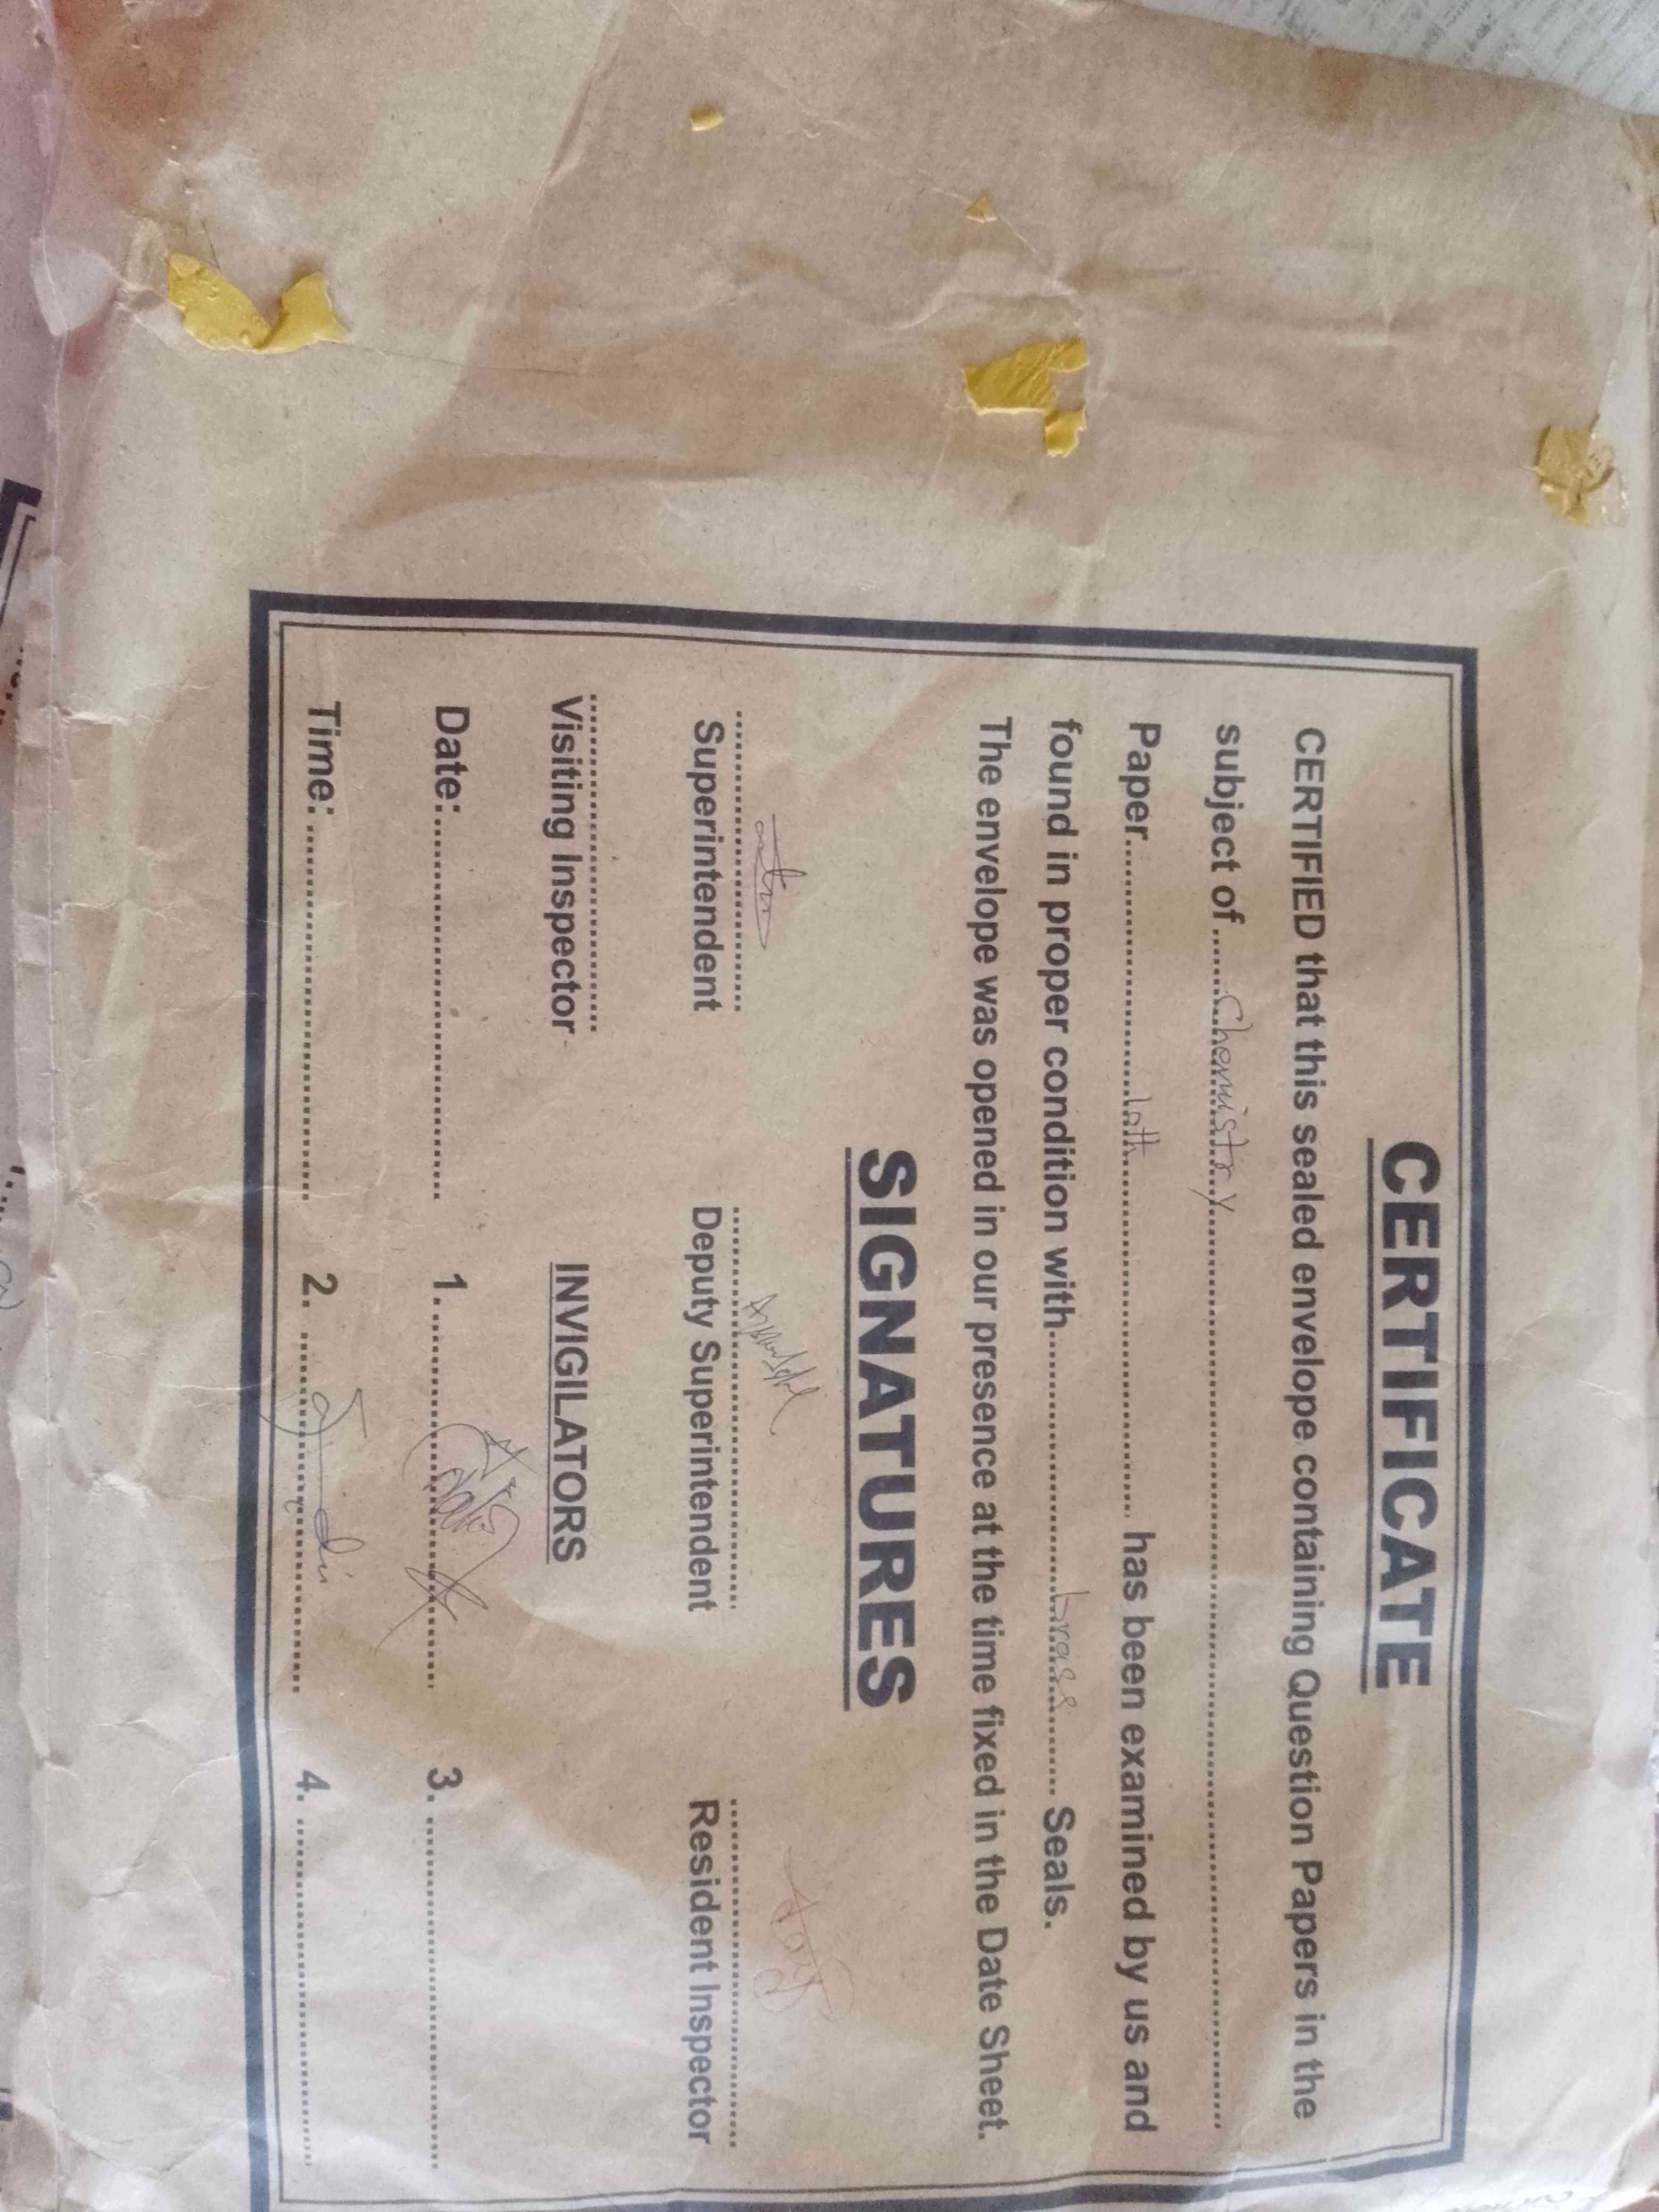 CERTIFICATE
CERTIFIED that this sealed envelope containing Question Papers in the
subject of ...... Chemistry ......
Paper ...... has been examined by us and
found in proper condition with ...... brass ...... Seals.
The envelope was opened in our presence at the time fixed in the Date Sheet.
SIGNATURES
Superintendent Deputy Superintendent Resident Inspector
Visiting Inspector INVIGILATORS
Date: ...... 1. ...... 3. ......
Time: ...... 2. ...... 4. ......